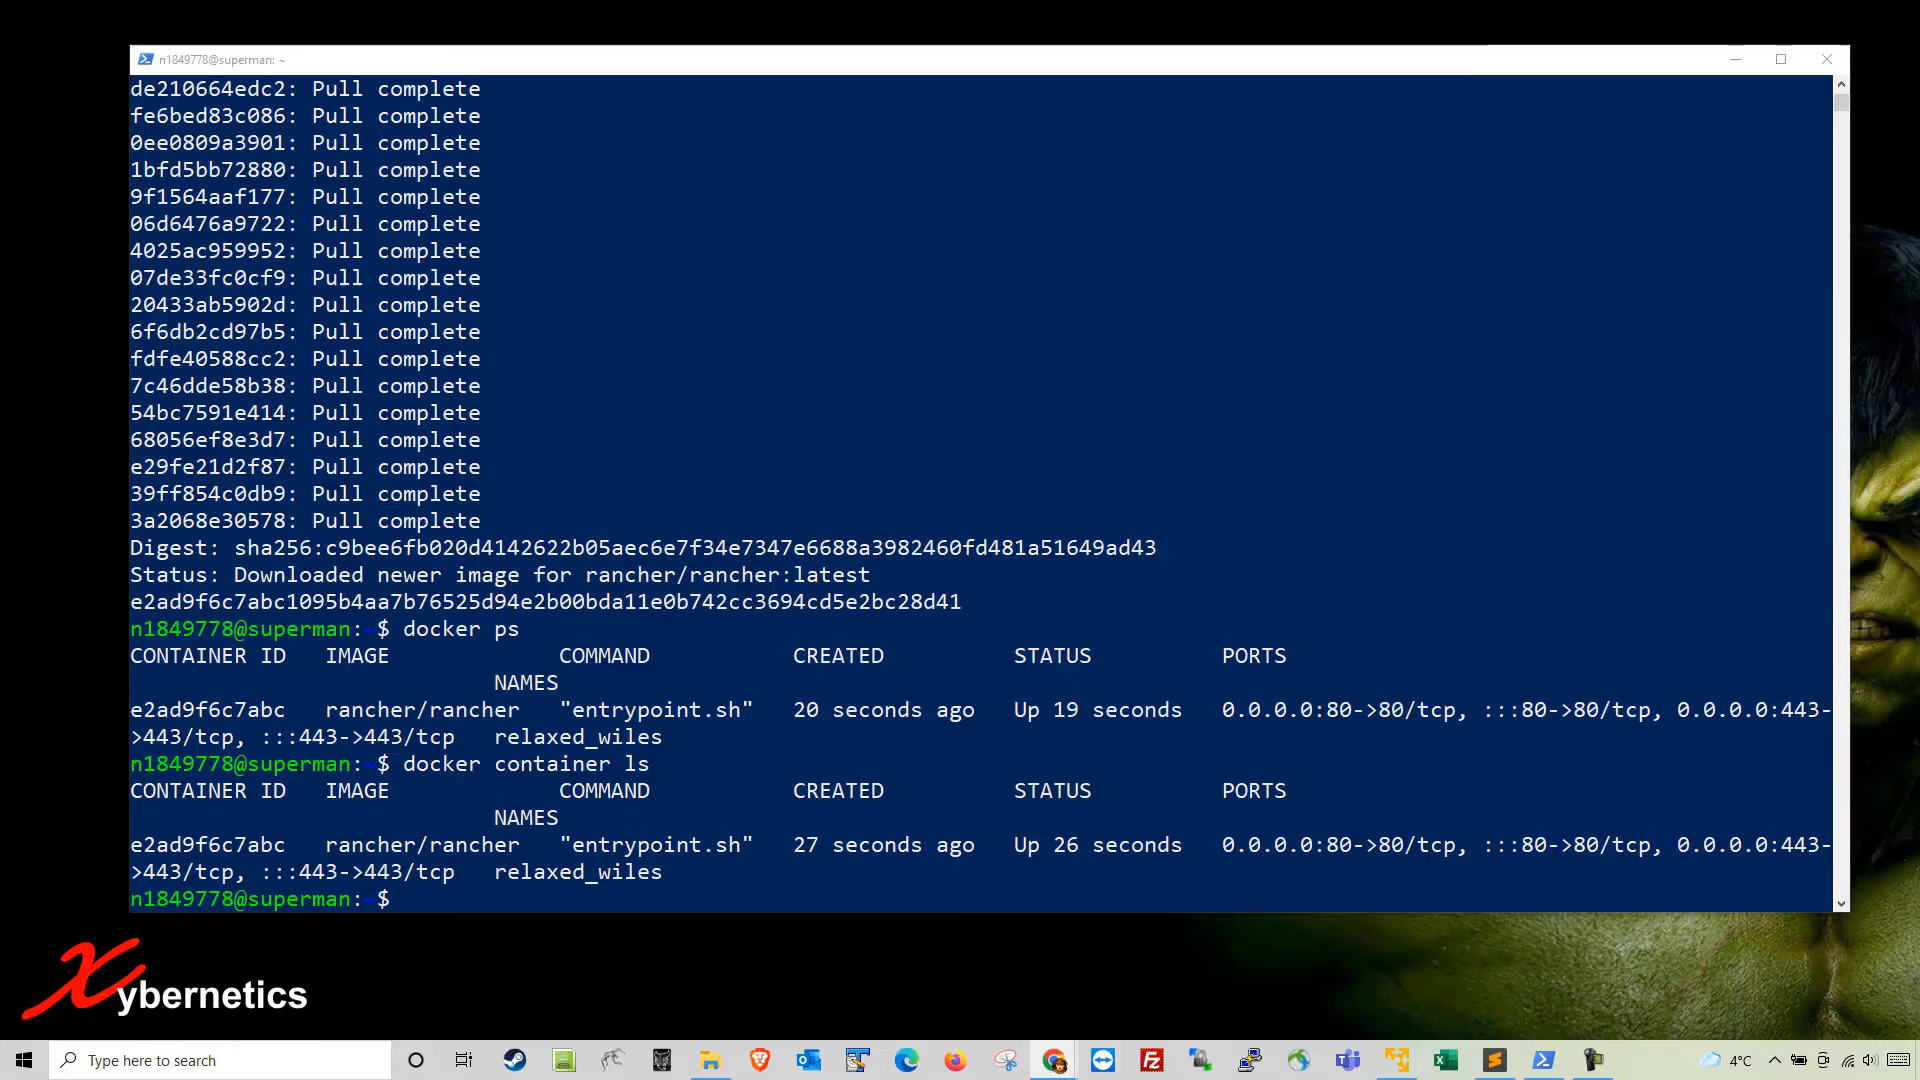 n1849778@superman: ~
de210664edc2: Pull complete
fe6bed83c086: Pull complete
0ee0809a3901: Pull complete
1bfd5bb72880: Pull complete
9f1564aaf177: Pull complete
06d6476a9722: Pull complete
4025ac959952: Pull complete
07de33fc0cf9: Pull complete
20433ab5902d: Pull complete
6f6db2cd97b5: Pull complete
fdfe40588cc2: Pull complete
7c46dde58b38: Pull complete
54bc7591e414: Pull complete
68056ef8e3d7: Pull complete
e29fe21d2f87: Pull complete
39ff854c0db9: Pull complete
3a2068e30578: Pull complete
Digest: sha256:c9bee6fb020d4142622b05aec6e7f34e7347e6688a3982460fd481a51649ad43
Status: Downloaded newer image for rancher/rancher:latest
e2ad9f6c7abc1095b4aa7b76525d94e2b00bda11e0b742cc3694cd5e2bc28d41
n1849778@superman:~$ docker ps
CONTAINER ID   IMAGE             COMMAND           CREATED          STATUS          PORTS
                            NAMES
e2ad9f6c7abc   rancher/rancher   "entrypoint.sh"   20 seconds ago   Up 19 seconds   0.0.0.0:80->80/tcp, :::80->80/tcp, 0.0.0.0:443-
>443/tcp, :::443->443/tcp   relaxed_wiles
n1849778@superman:~$ docker container ls
CONTAINER ID   IMAGE             COMMAND           CREATED          STATUS          PORTS
                            NAMES
e2ad9f6c7abc   rancher/rancher   "entrypoint.sh"   27 seconds ago   Up 26 seconds   0.0.0.0:80->80/tcp, :::80->80/tcp, 0.0.0.0:443-
>443/tcp, :::443->443/tcp   relaxed_wiles
n1849778@superman:~$
Xybernetics
Type here to search
4°C